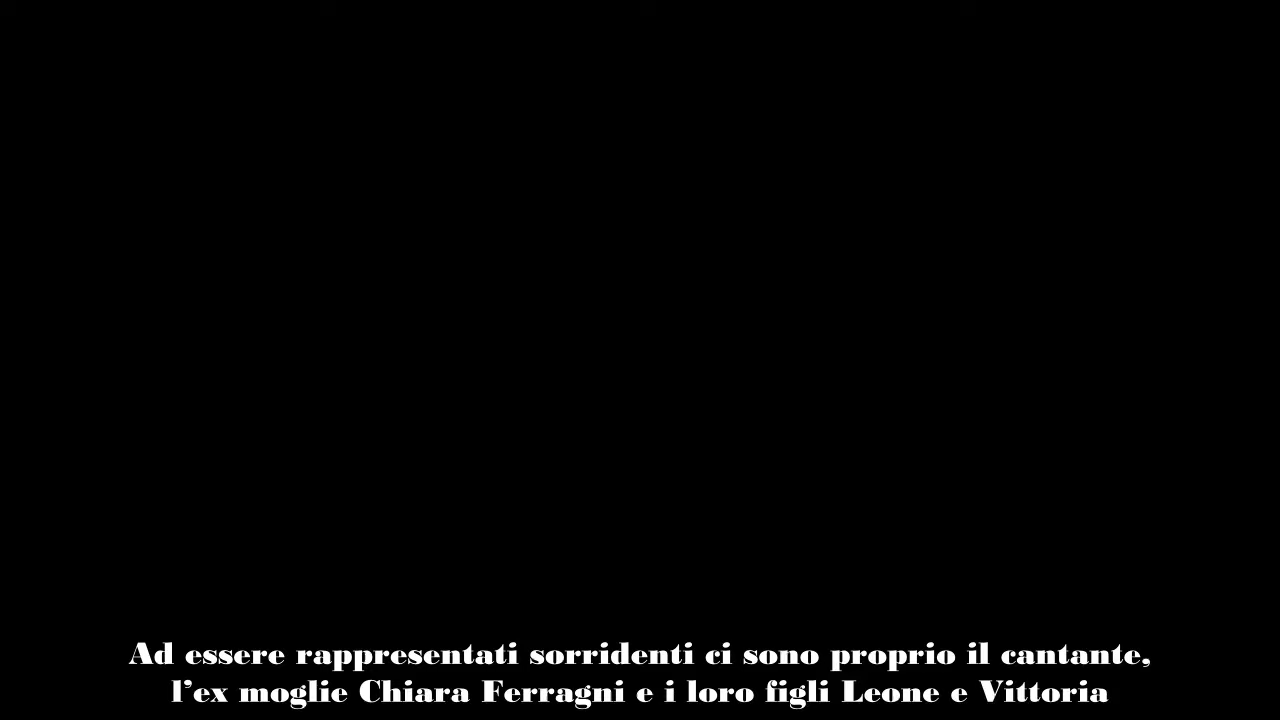 Ad essere rappresentati sorridenti ci sono proprio il cantante,
l’ex moglie Chiara Ferragni e i loro figli Leone e Vittoria